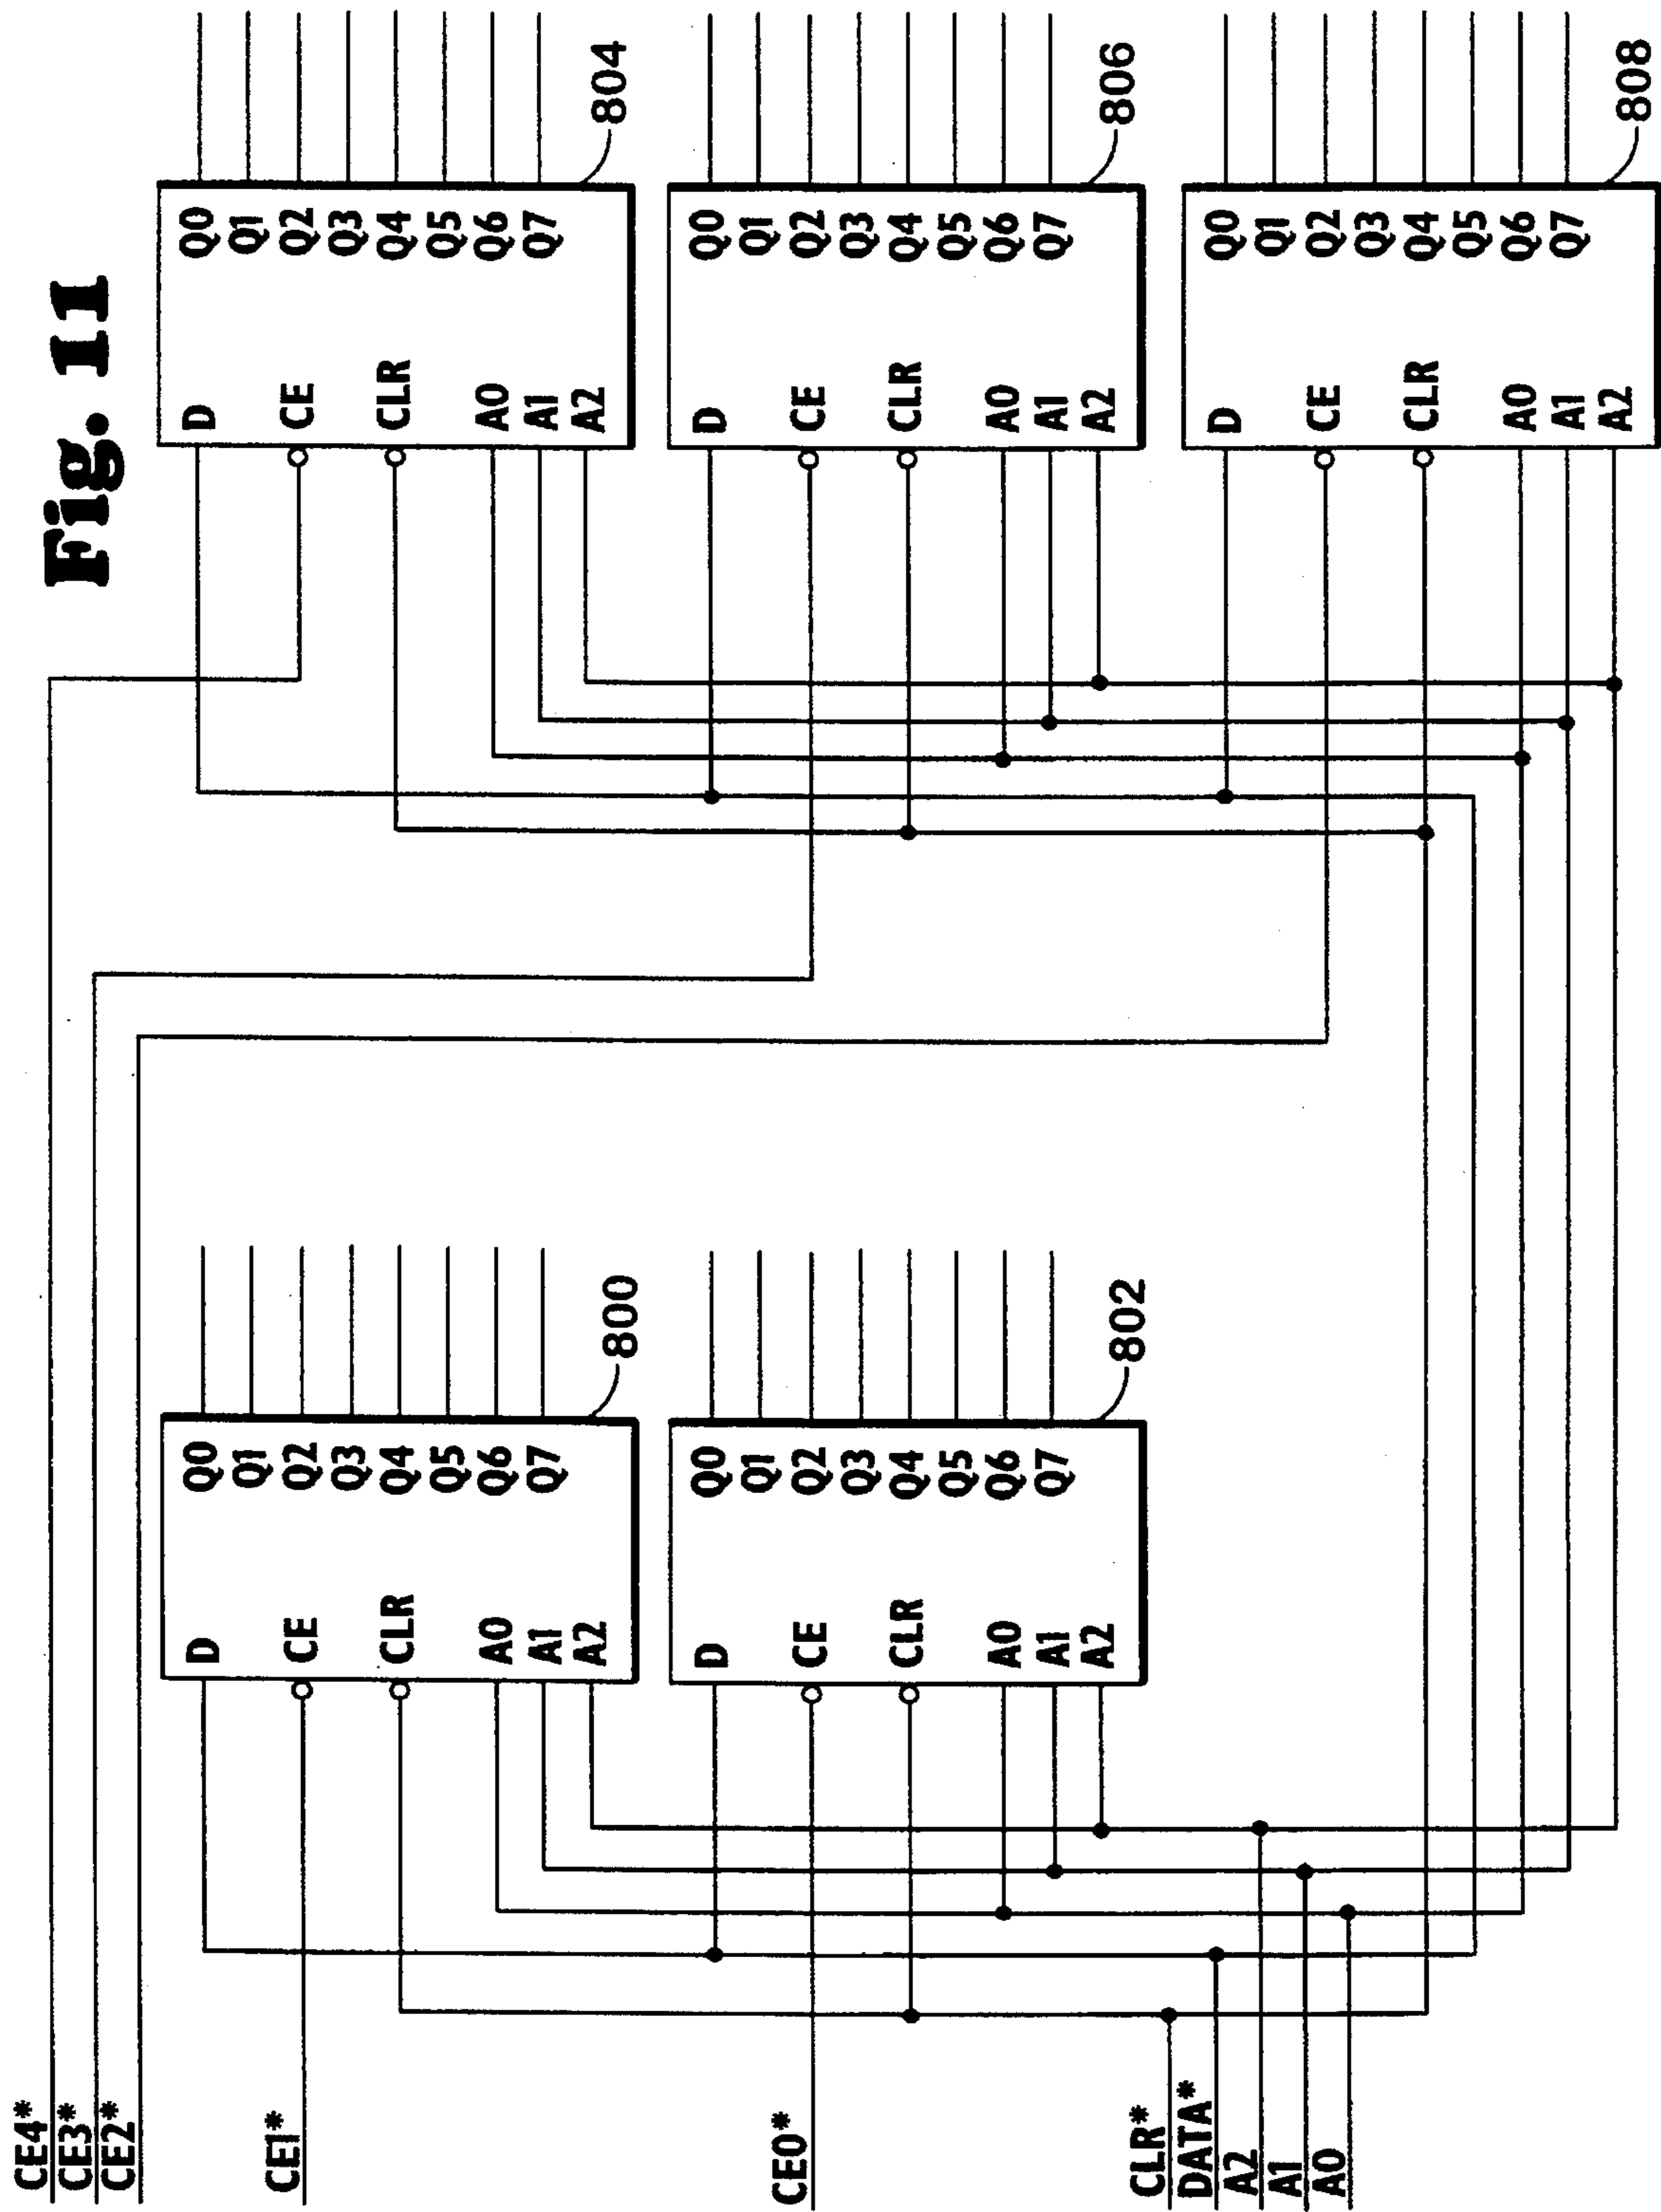 Fig. 11
CE4*
CE3*
CE2*
CE1*
CE0*
CLR*
DATA*
A2
A1
A0
D
CE
CLR
A0
A1
A2
Q0
Q1
Q2
Q3
Q4
Q5
Q6
Q7
800
D
CE
CLR
A0
A1
A2
Q0
Q1
Q2
Q3
Q4
Q5
Q6
Q7
802
D
CE
CLR
A0
A1
A2
Q0
Q1
Q2
Q3
Q4
Q5
Q6
Q7
804
D
CE
CLR
A0
A1
A2
Q0
Q1
Q2
Q3
Q4
Q5
Q6
Q7
806
D
CE
CLR
A0
A1
A2
Q0
Q1
Q2
Q3
Q4
Q5
Q6
Q7
808